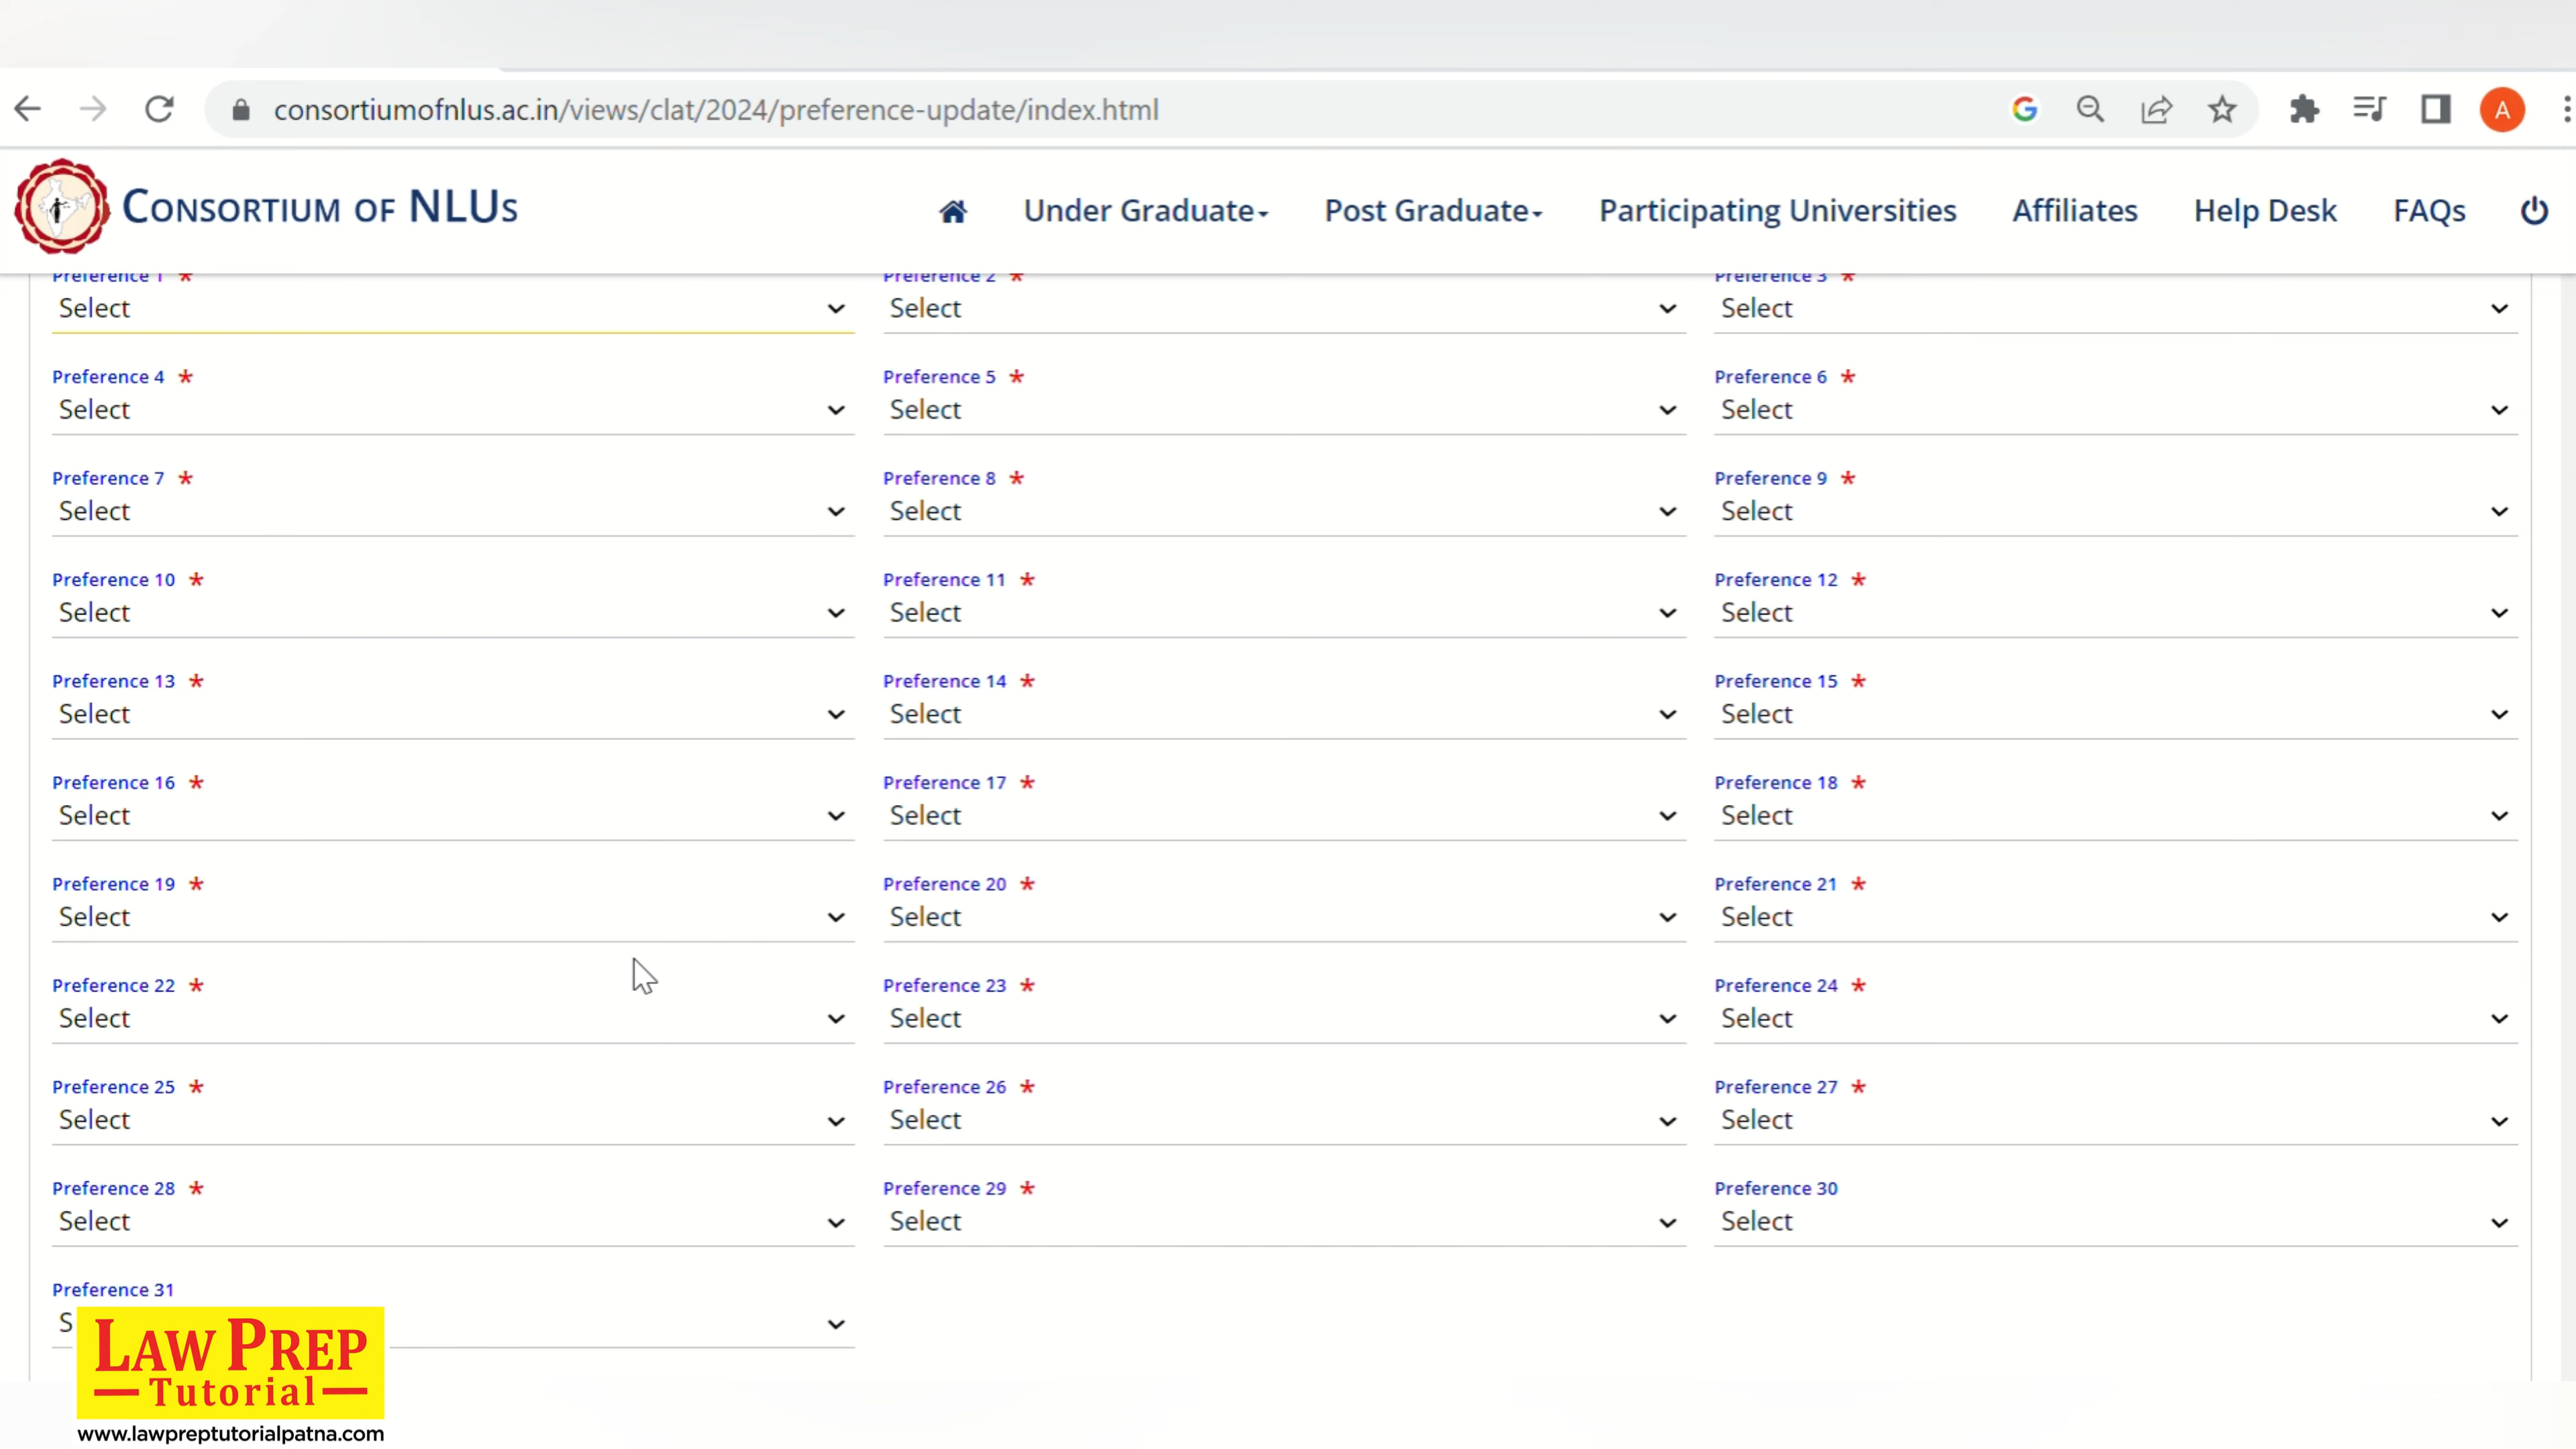 consortiumofnlus.ac.in/views/clat/2024/preference-update/index.html
A
CONSORTIUM OF NLUS
Under Graduate
Post Graduate
Participating Universities
Affiliates
Help Desk
FAQs
Preference 1 *
Preference 2 *
Preference 3 *
Select
Select
Select
Preference 4 *
Preference 5 *
Preference 6 *
Select
Select
Select
Preference 7 *
Preference 8 *
Preference 9 *
Select
Select
Select
Preference 10 *
Preference 11 *
Preference 12 *
Select
Select
Select
Preference 13 *
Preference 14 *
Preference 15 *
Select
Select
Select
Preference 16 *
Preference 17 *
Preference 18 *
Select
Select
Select
Preference 19 *
Preference 20 *
Preference 21 *
Select
Select
Select
Preference 22 *
Preference 23 *
Preference 24 *
Select
Select
Select
Preference 25 *
Preference 26 *
Preference 27 *
Select
Select
Select
Preference 28 *
Preference 29 *
Preference 30
Select
Select
Select
Preference 31
S
LAW PREP
Tutorial
www.lawpreptutorialpatna.com